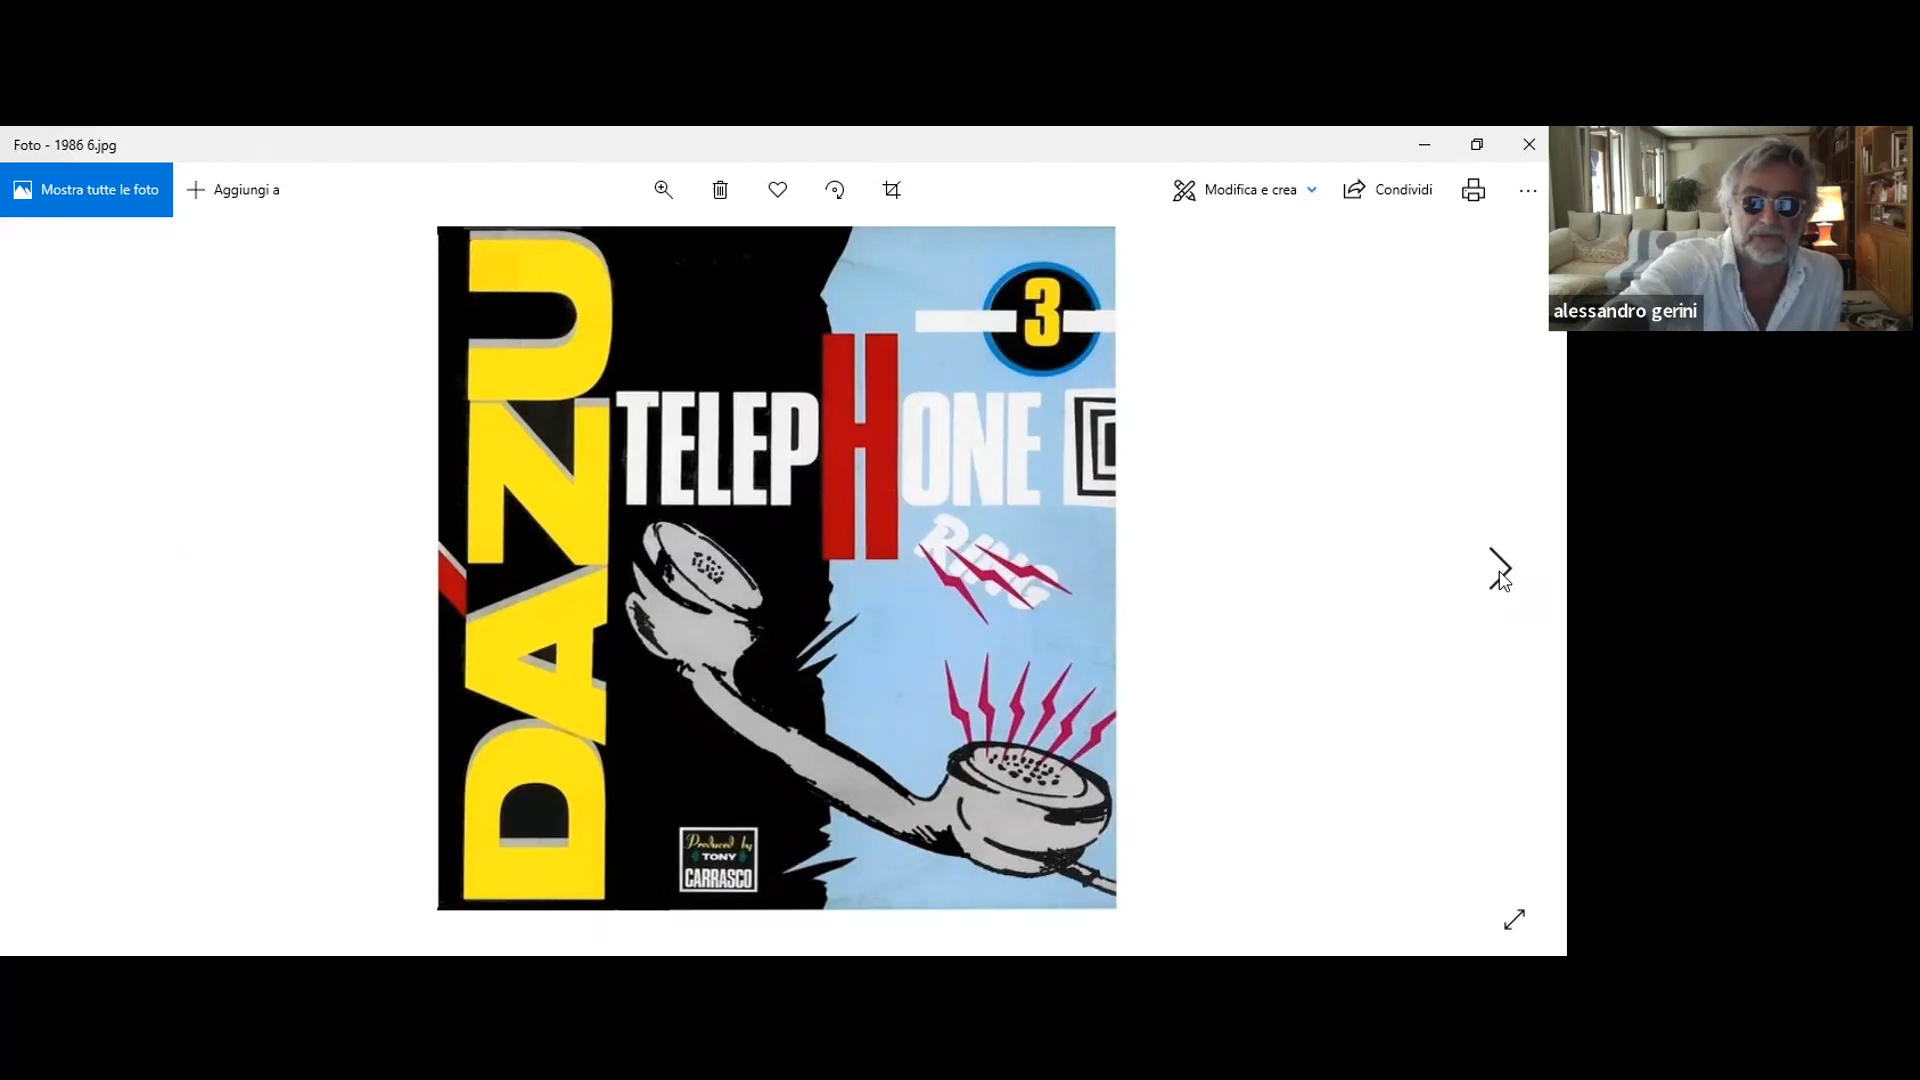 Foto - 1986 6.jpg
Mostra tutte le foto
Aggiungi a
Modifica e crea
Condividi
alessandro gerini
DAZU
3
TELEPHONE
RING
Produced by
TONY
CARRASCO